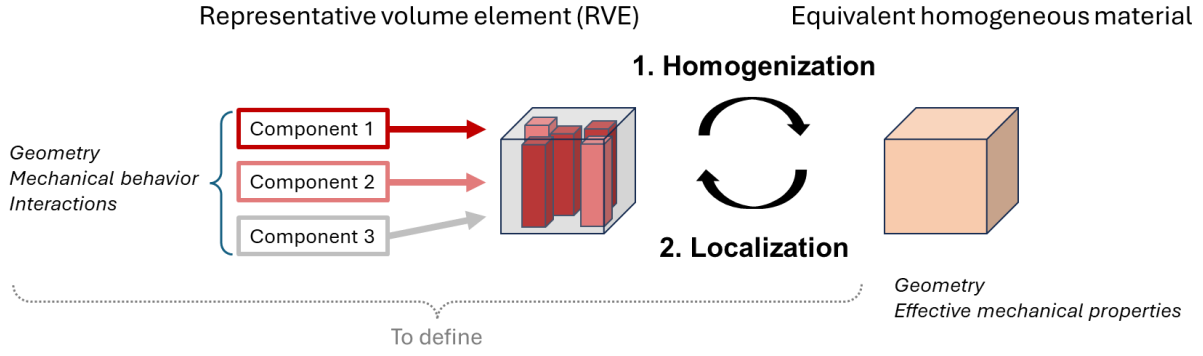 Representative volume element (RVE)
Equivalent homogeneous material
1. Homogenization
Component 1
Geometry
Mechanical behavior
Interactions
Component 2
Component 3
2. Localization
Geometry
Effective mechanical properties
To define